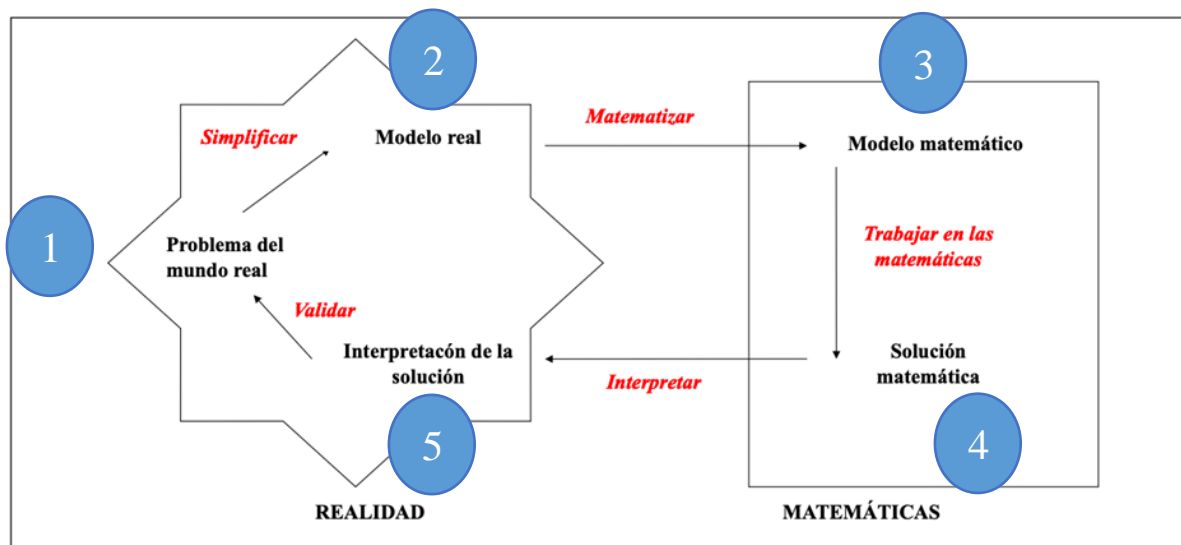 2
3
Simplificar
Modelo real
Matematizar
Modelo matemático
1
Problema del
mundo real
Trabajar en las
matemáticas
Validar
Interpretacón de la
solución
Interpretar
Solución
matemática
5
4
REALIDAD
MATEMÁTICAS